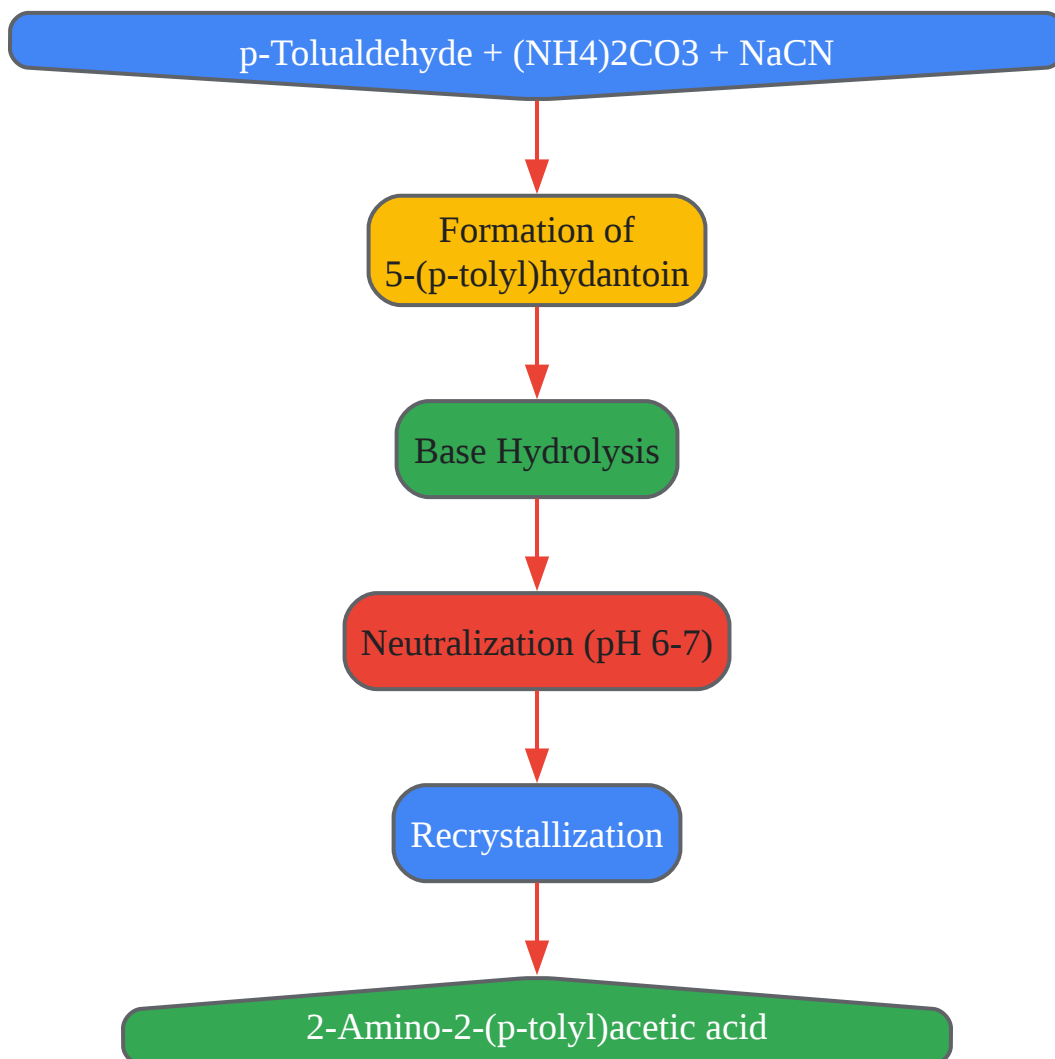 p-Tolualdehyde + (NH4)2CO3 + NaCN
Formation of
5-(p-tolyl)hydantoin
Base Hydrolysis
Neutralization (pH 6-7)
Recrystallization
2-Amino-2-(p-tolyl)acetic acid